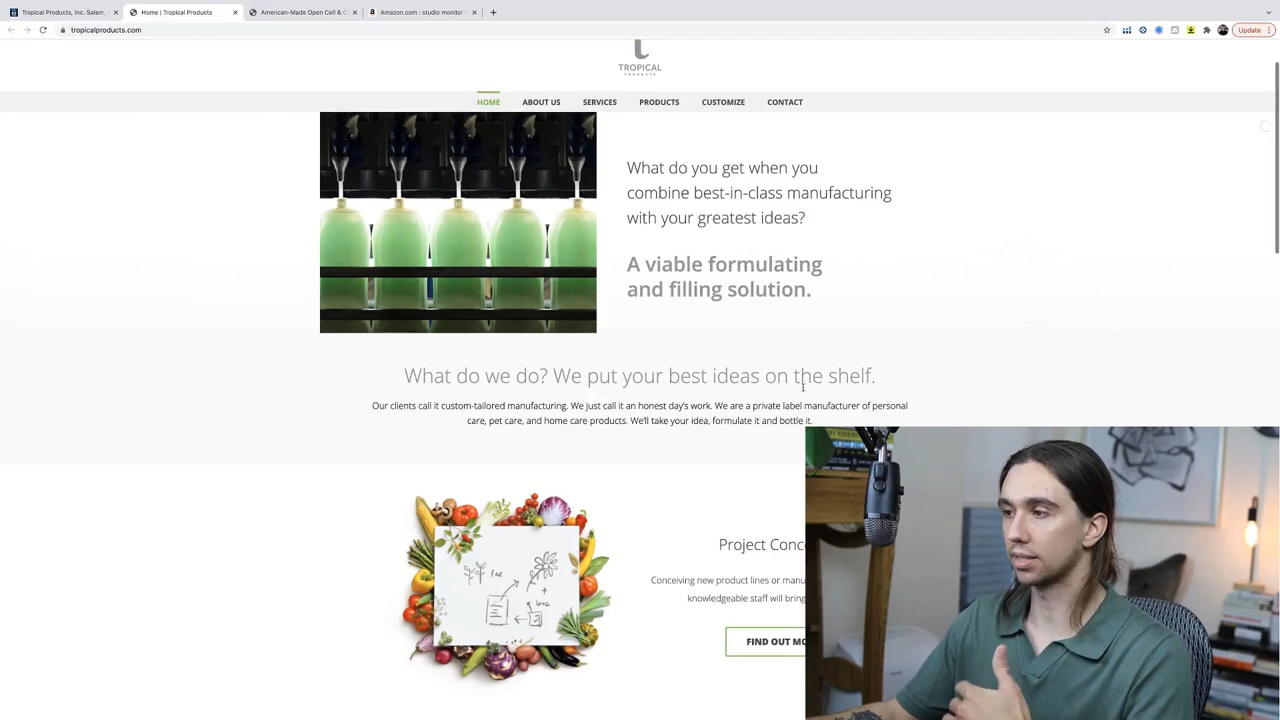 Tropical Products, Inc. Salem,
Home | Tropical Products
American-Made Open Cell &
Amazon.com : studio monitor
tropicalproducts.com
Update
TROPICAL
PRODUCTS
HOME
ABOUT US
SERVICES
PRODUCTS
CUSTOMIZE
CONTACT
What do you get when you
combine best-in-class manufacturing
with your greatest ideas?
A viable formulating
and filling solution.
What do we do? We put your best ideas on the shelf.
Our clients call it custom-tailored manufacturing. We just call it an honest day's work. We are a private label manufacturer of personal
care, pet care, and home care products. We'll take your idea, formulate it and bottle it.
Project Conce
Conceiving new product lines or manu
knowledgeable staff will bring
FIND OUT MO